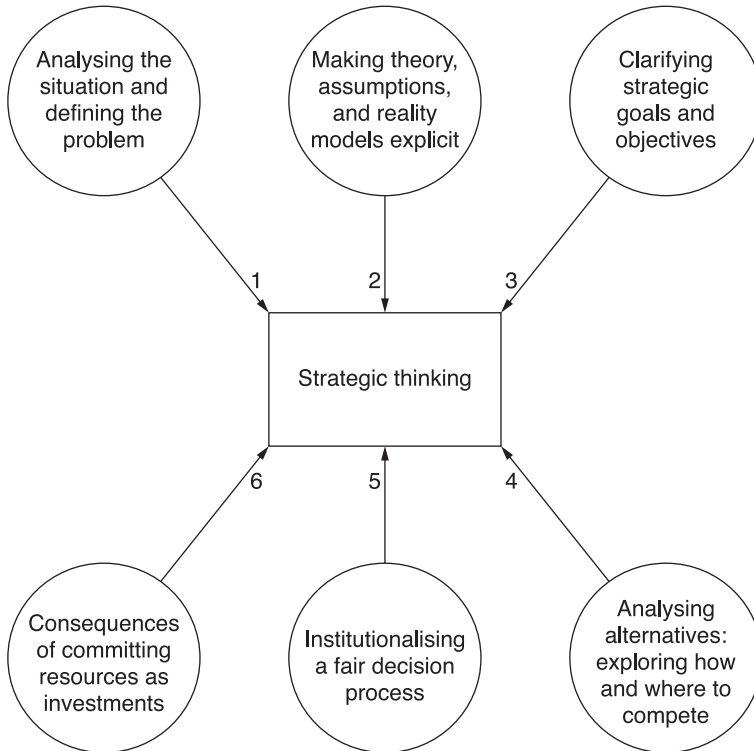 Analysing the
situation and
defining the
problem
Making theory,
assumptions,
and reality
models explicit
Clarifying
strategic
goals and
objectives
1
2
3
Strategic thinking
6
5
4
Consequences
of committing
resources as
investments
Institutionalising
a fair decision
process
Analysing
alternatives:
exploring how
and where to
compete